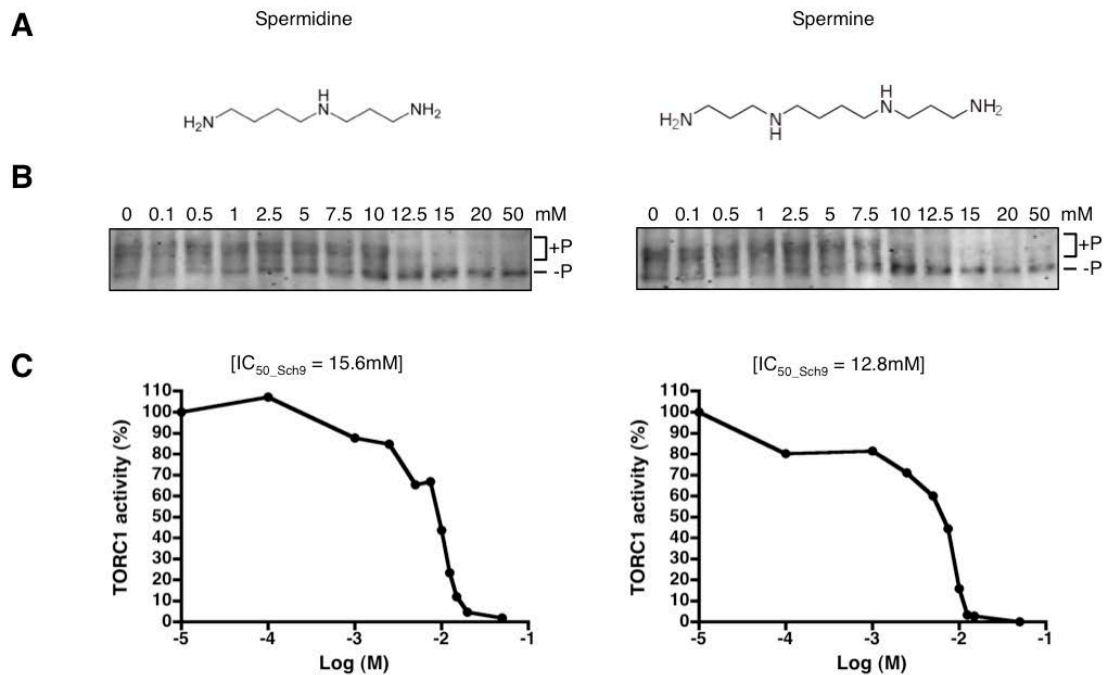 A
Spermidine
Spermine
H
H₂N
N
NH₂
H
H₂N
N
H
N
NH₂
B
0 0.1 0.5 1 2.5 5 7.5 10 12.5 15 20 50 mM
+P
-P
0 0.1 0.5 1 2.5 5 7.5 10 12.5 15 20 50 mM
+P
-P
C
[IC50_Sch9 = 15.6mM]
110
100
90
80
70
60
50
40
30
20
10
0
TORC1 activity (%)
-5 -4 -3 -2 -1
Log (M)
[IC50_Sch9 = 12.8mM]
110
100
90
80
70
60
50
40
30
20
10
0
TORC1 activity (%)
-5 -4 -3 -2 -1
Log (M)